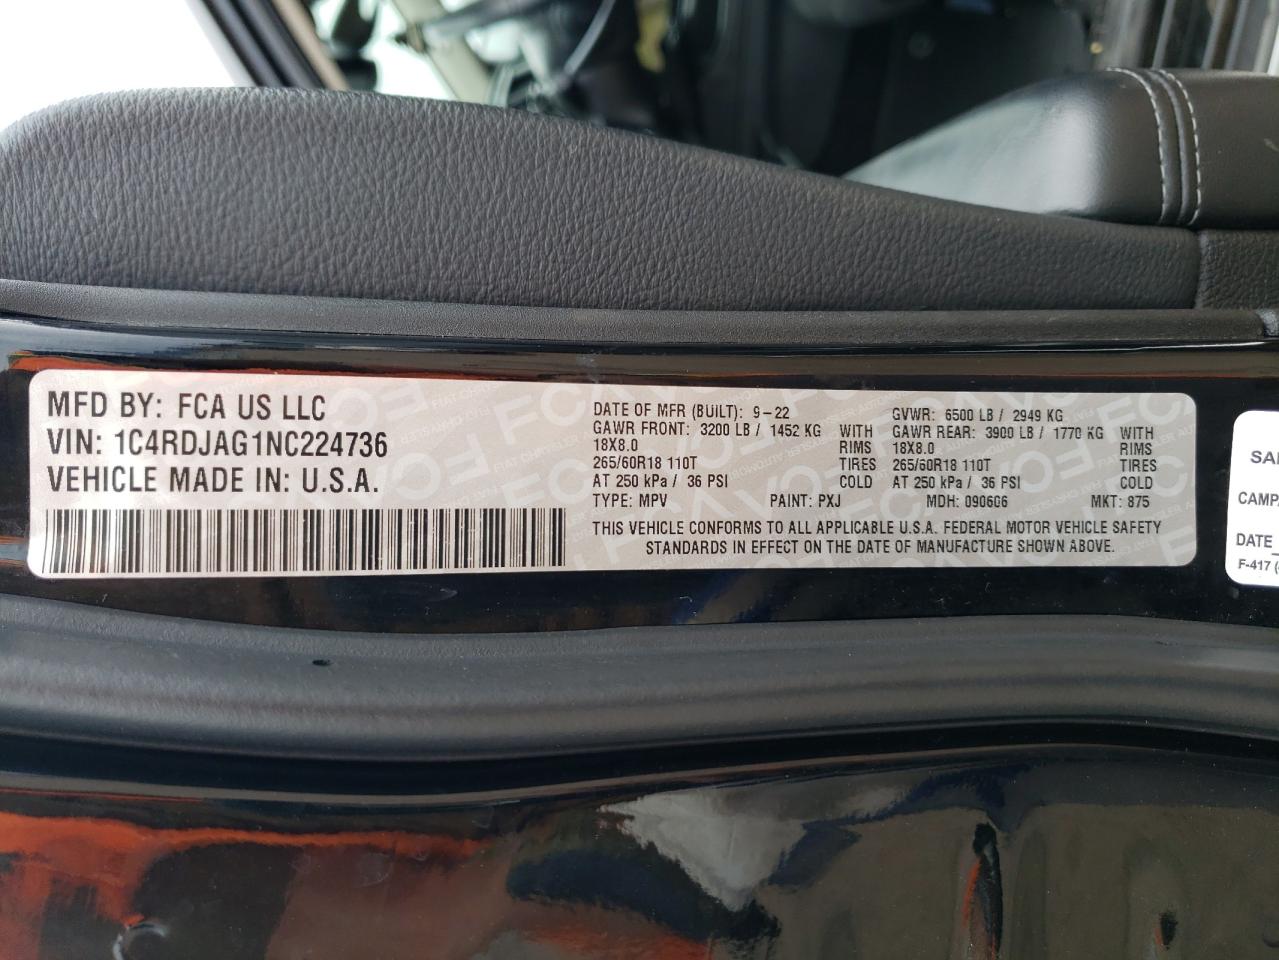 MFD BY: FCA US LLC
VIN: 1C4RDJAG1NC224736
VEHICLE MADE IN: U.S.A.
DATE OF MFR (BUILT): 9-22 GVWR: 6500 LB / 2949 KG
GAWR FRONT: 3200 LB / 1452 KG WITH GAWR REAR: 3900 LB / 1770 KG WITH
18X8.0 RIMS 18X8.0 RIMS
265/60R18 110T TIRES 265/60R18 110T TIRES
AT 250 kPa / 36 PSI COLD AT 250 kPa / 36 PSI COLD
TYPE: MPV PAINT: PXJ MDH: 090606 MKT: 875
THIS VEHICLE CONFORMS TO ALL APPLICABLE U.S.A. FEDERAL MOTOR VEHICLE SAFETY
STANDARDS IN EFFECT ON THE DATE OF MANUFACTURE SHOWN ABOVE.
DATE
F-417